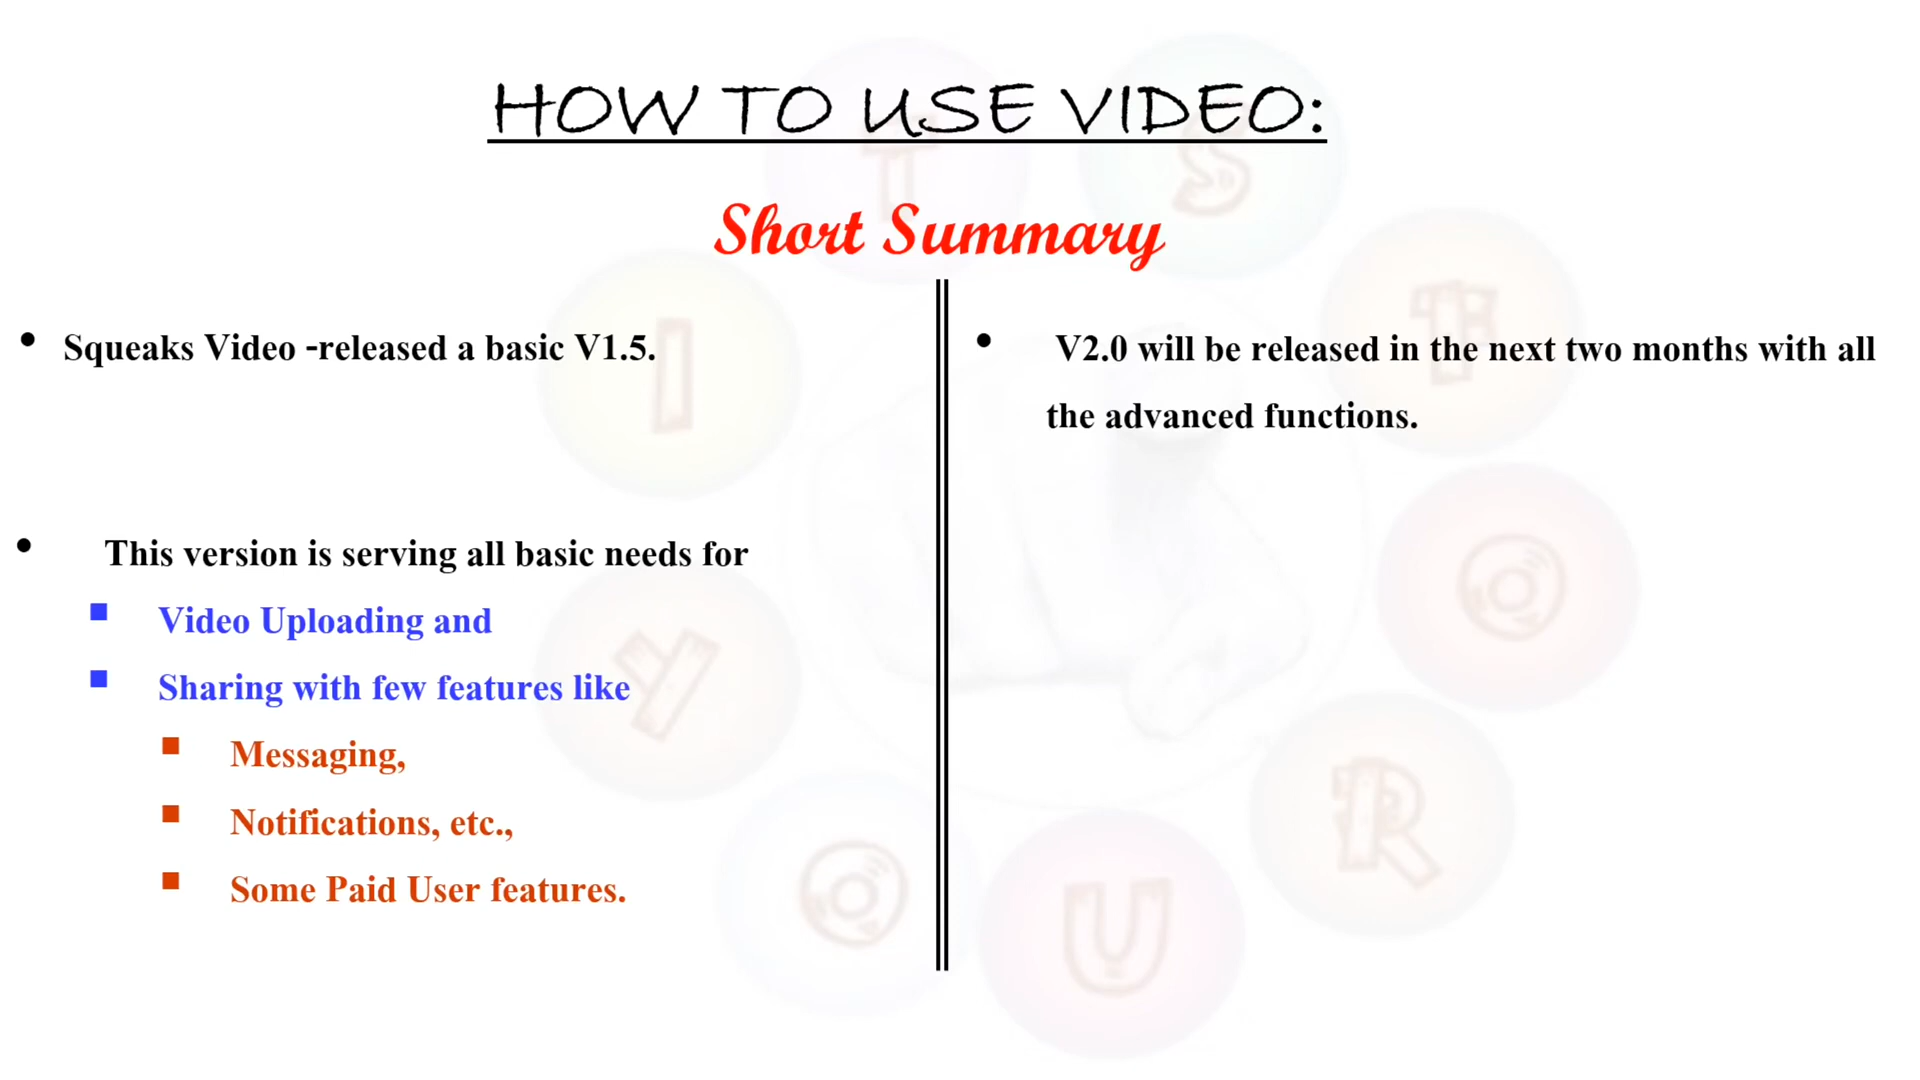 HOW TO USE VIDEO:
Short Summary
• Squeaks Video -released a basic V1.5.
• This version is serving all basic needs for
▪ Video Uploading and
▪ Sharing with few features like
▪ Messaging,
▪ Notifications, etc.,
▪ Some Paid User features.
• V2.0 will be released in the next two months with all
the advanced functions.
I
T
S
F
O
R
U
O
Y